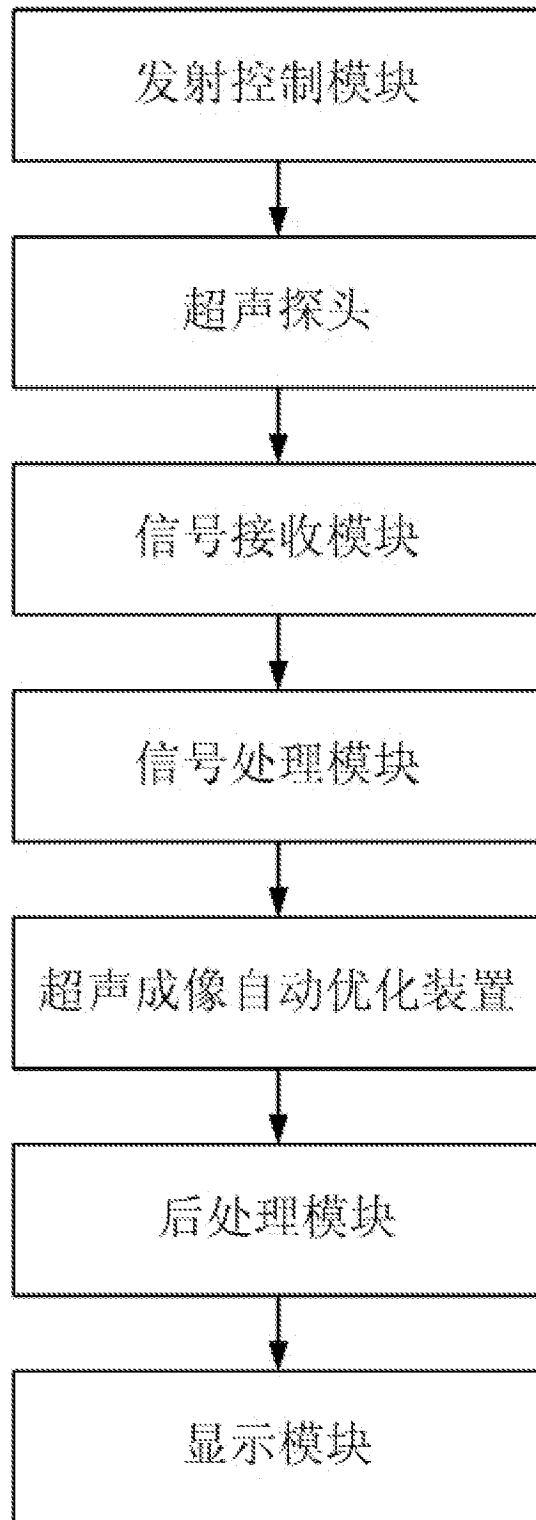 发射控制模块
超声探头
信号接收模块
信号处理模块
超声成像自动优化装置
后处理模块
显示模块